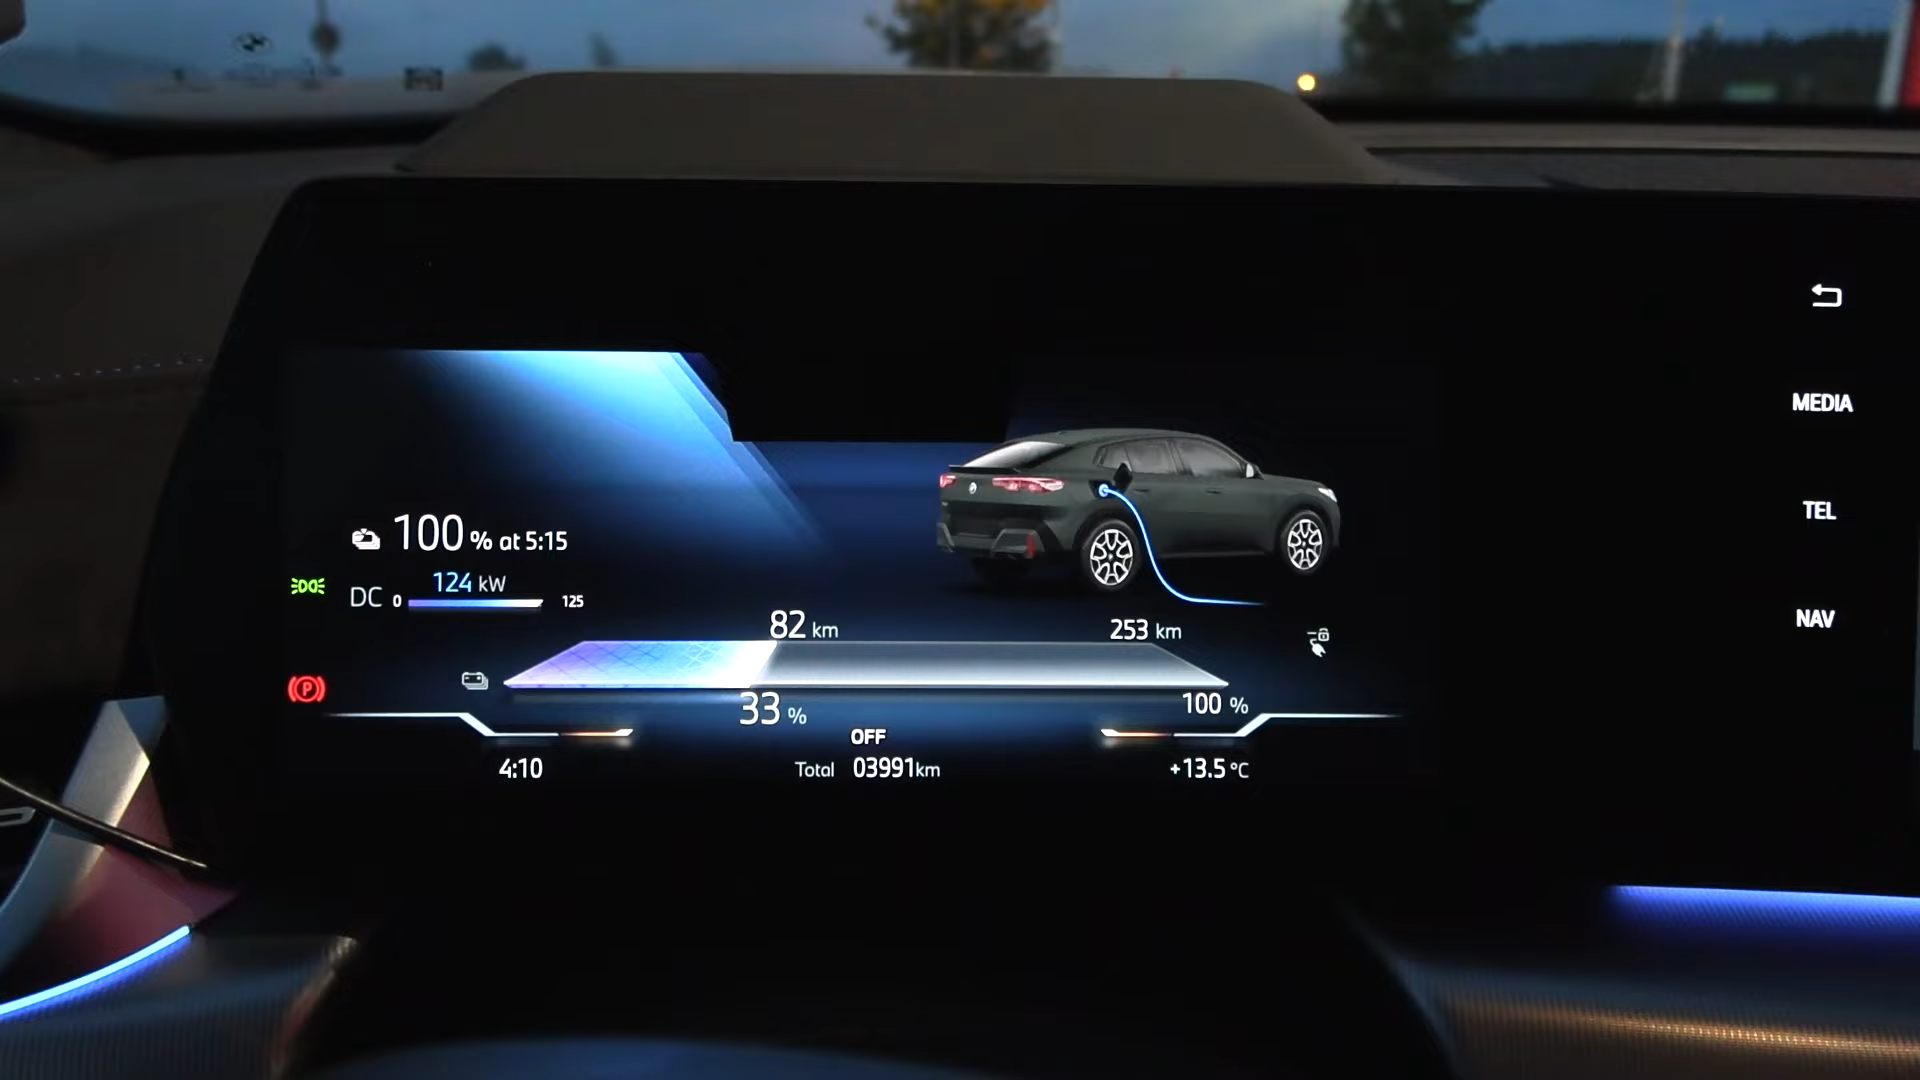 100 % at 5:15
DC 0 124 kW 125
82 km
253 km
33 %
100 %
OFF
4:10
Total 03991km
+13.5 °C
P
MEDIA
TEL
NAV